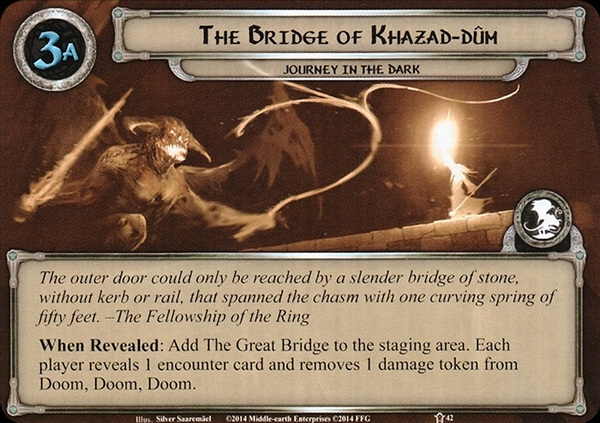 3A
THE BRIDGE OF KHAZAD-DÛM
JOURNEY IN THE DARK
The outer door could only be reached by a slender bridge of stone,
without kerb or rail, that spanned the chasm with one curving spring of
fifty feet. –The Fellowship of the Ring
When Revealed: Add The Great Bridge to the staging area. Each
player reveals 1 encounter card and removes 1 damage token from
Doom, Doom, Doom.
Illus. Silver Saaremäel ©2014 Middle-earth Enterprises ©2014 FFG 42